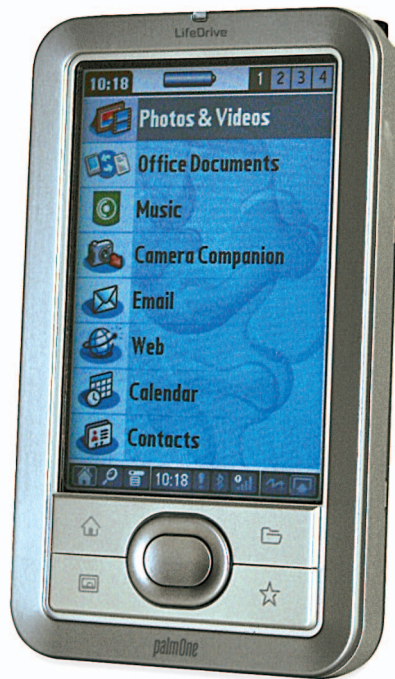 LifeDrive
10:18 1 2 3 4
Photos & Videos
Office Documents
Music
Camera Companion
Email
Web
Calendar
Contacts
10:18
palmOne